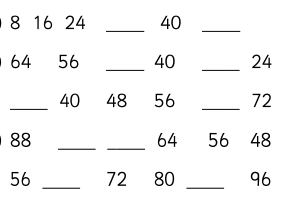 ) 8 16 24 ____ 40 ____
) 64 56 ____ 40 ____ 24
____ 40 48 56 ____ 72
) 88 ____ ____ 64 56 48
56 ____ 72 80 ____ 96